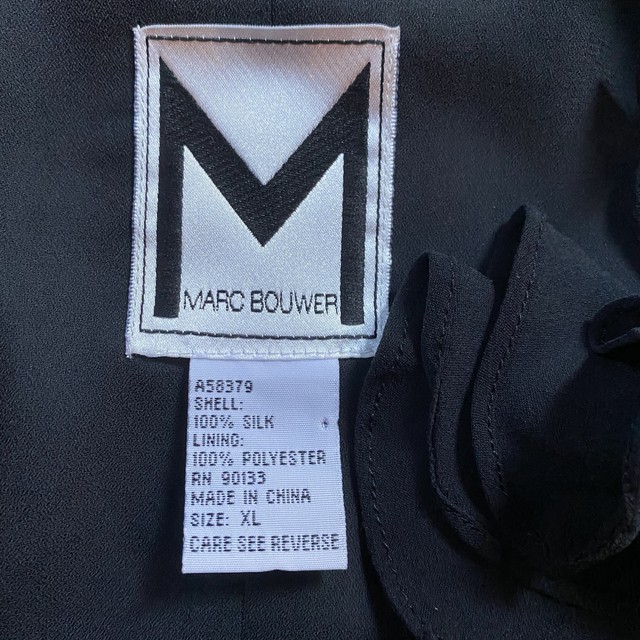 M
MARC BOUWER
A58379
SHELL:
100% SILK
LINING:
100% POLYESTER
RN 90133
MADE IN CHINA
SIZE: XL
CARE SEE REVERSE